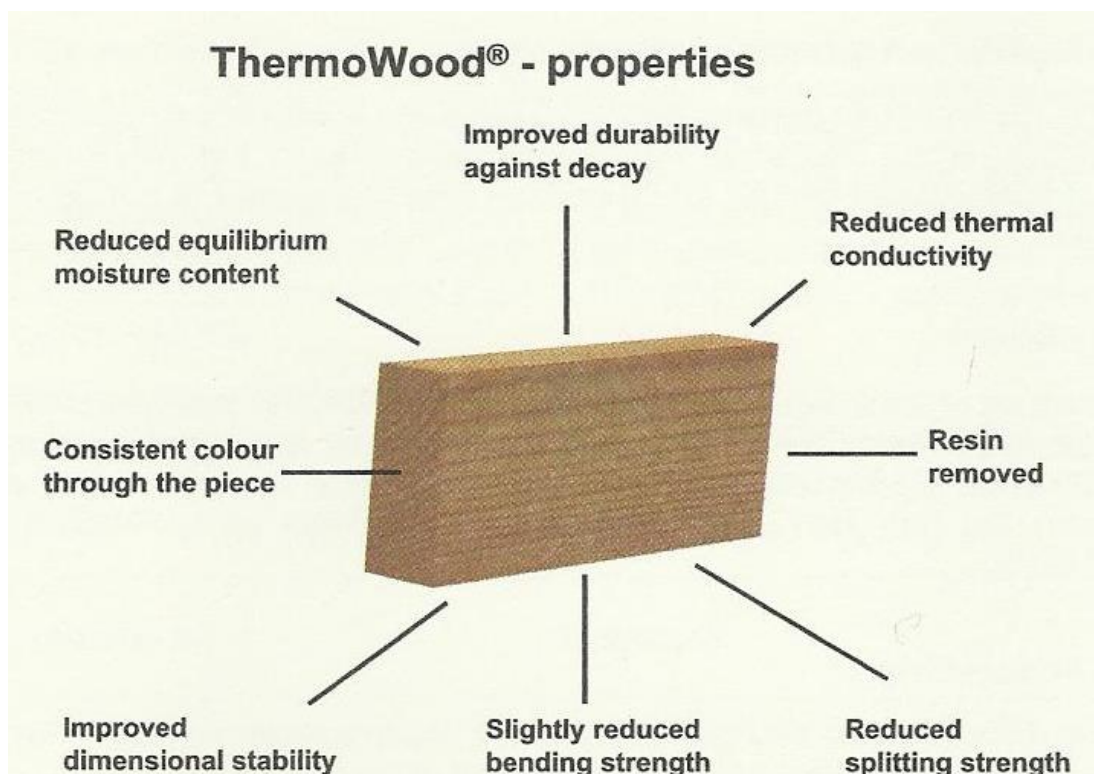 ThermoWood® - properties
Improved durability
against decay
Reduced thermal
conductivity
Reduced equilibrium
moisture content
Consistent colour
through the piece
Resin
removed
Improved
dimensional stability
Slightly reduced
bending strength
Reduced
splitting strength